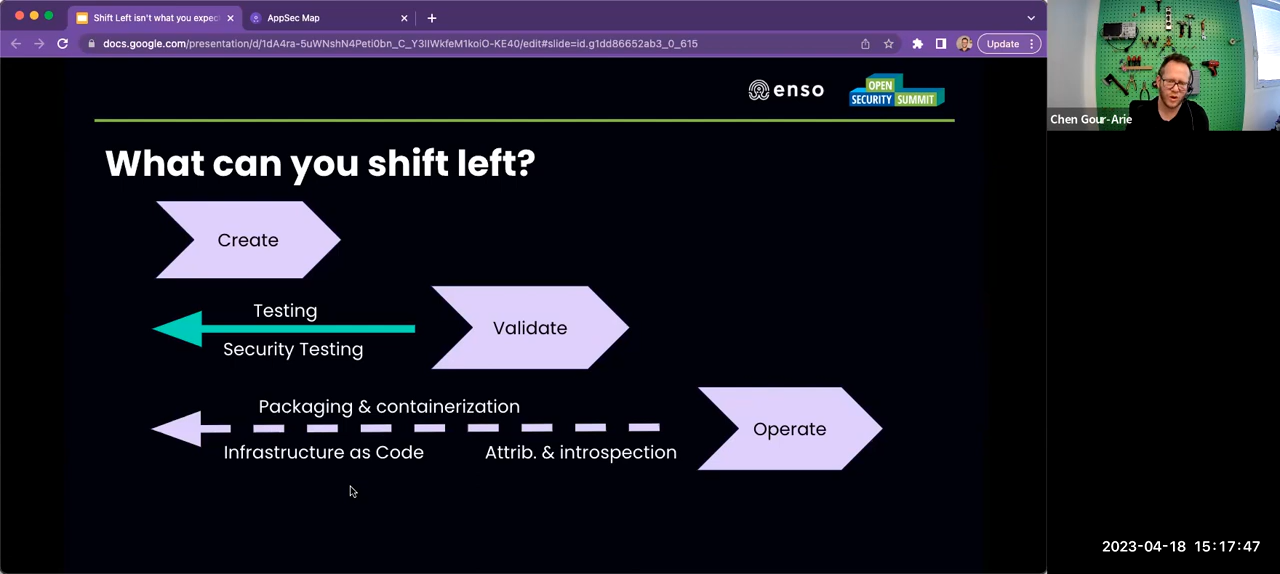 Shift Left isn't what you expec
AppSec Map
docs.google.com/presentation/d/1dA4ra-5uWNshN4Peti0bn_C_Y3IIWkfeM1koiO-KE40/edit#slide=id.g1dd86652ab3_0_615
Update
enso
OPEN
SECURITY SUMMIT
Chen Gour-Arie
What can you shift left?
Create
Testing
Security Testing
Validate
Packaging & containerization
Infrastructure as Code
Attrib. & introspection
Operate
2023-04-18 15:17:47